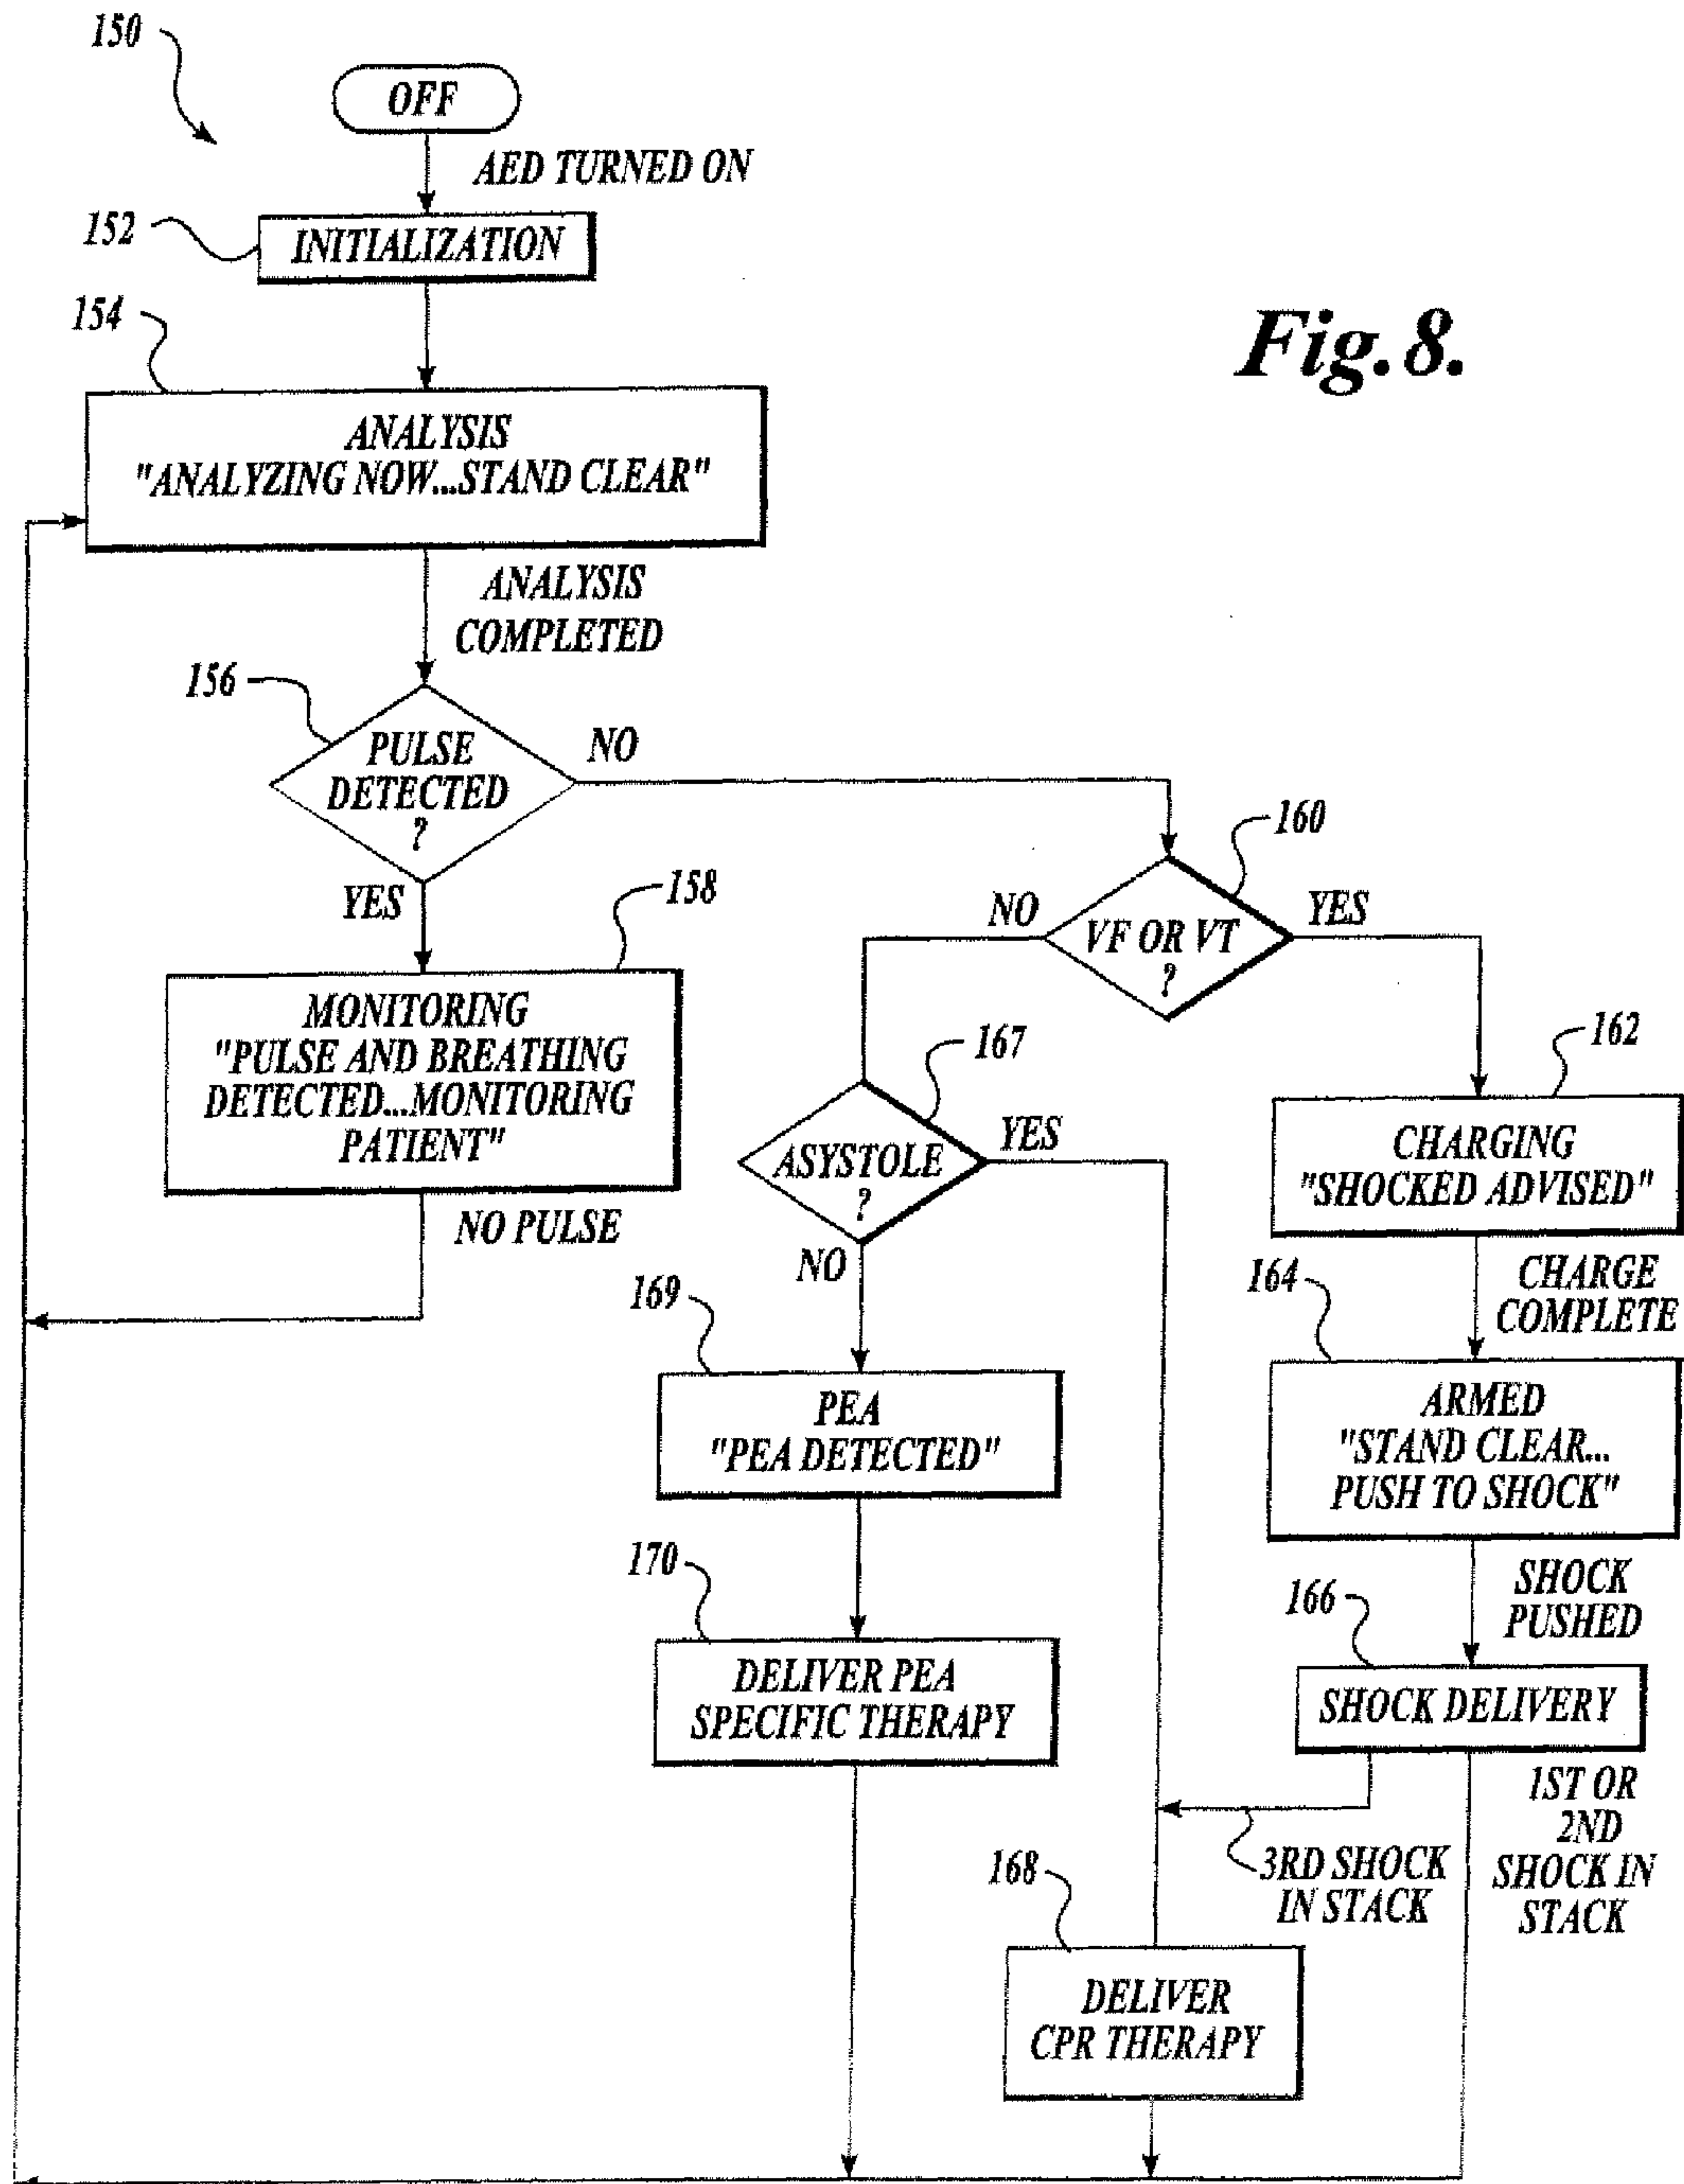 150
OFF
AED TURNED ON
152
INITIALIZATION
154
Fig. 8.
ANALYSIS
"ANALYZING NOW...STAND CLEAR"
ANALYSIS
COMPLETED
156
PULSE
DETECTED
?
NO
YES
158
MONITORING
"PULSE AND BREATHING
DETECTED...MONITORING
PATIENT"
NO PULSE
160
VF OR VT
?
NO
YES
167
ASYSTOLE
?
YES
NO
162
CHARGING
"SHOCKED ADVISED"
CHARGE
COMPLETE
164
ARMED
"STAND CLEAR...
PUSH TO SHOCK"
SHOCK
PUSHED
169
PEA
"PEA DETECTED"
170
DELIVER PEA
SPECIFIC THERAPY
166
SHOCK DELIVERY
1ST OR
2ND
SHOCK IN
STACK
3RD SHOCK
IN STACK
168
DELIVER
CPR THERAPY